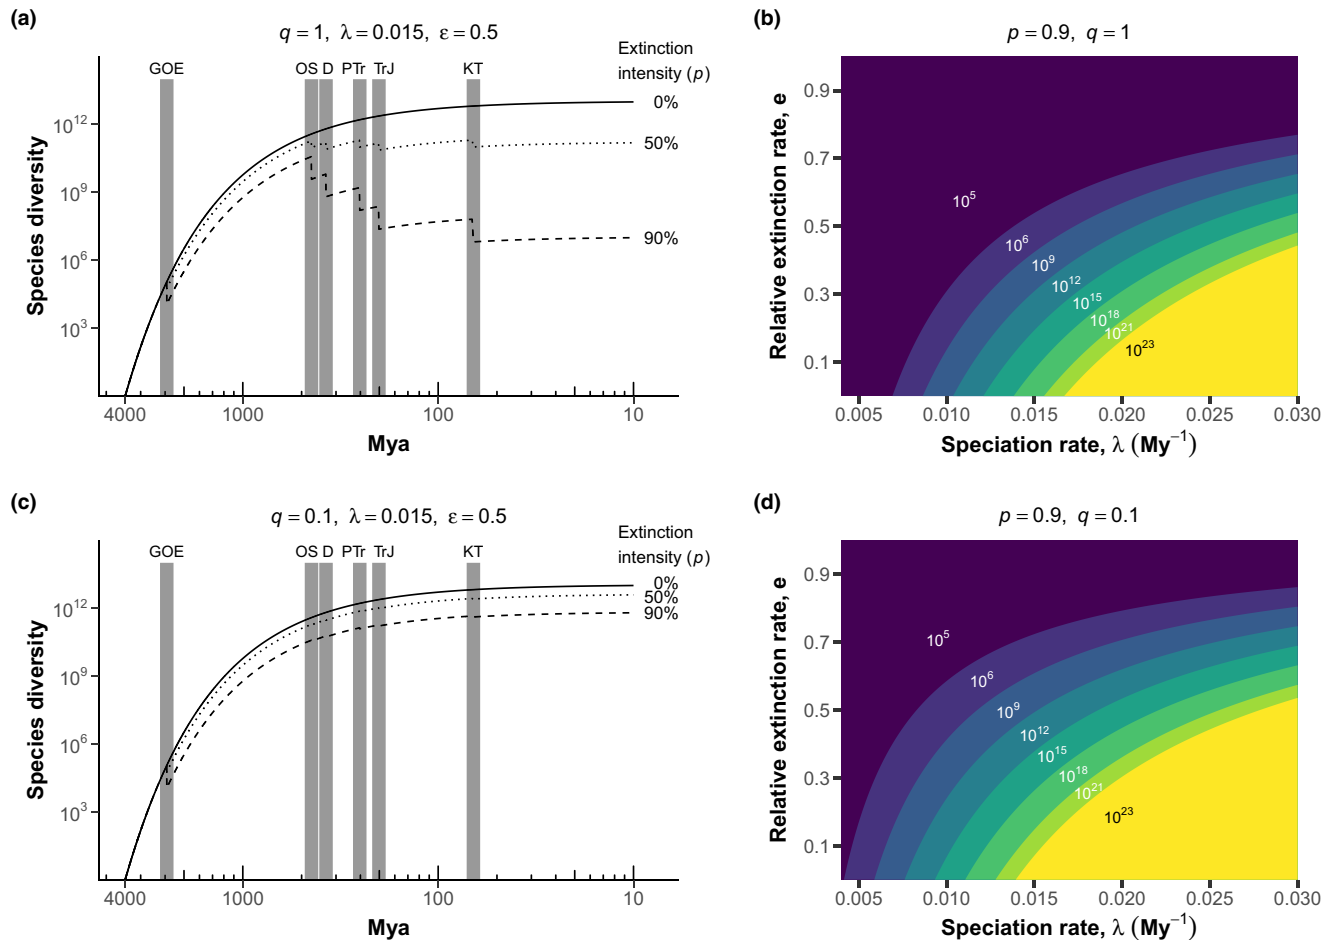 (a)
q = 1, λ = 0.015, ε = 0.5
Extinction
intensity (p)
GOE OS D PTr TrJ KT
0%
50%
90%
10¹²
10⁹
10⁶
10³
Species diversity
4000 1000 100 10
Mya
(b)
p = 0.9, q = 1
0.9
0.7
0.5
0.3
0.1
Relative extinction rate, e
10⁵
10⁶
10⁹
10¹²
10¹⁵
10¹⁸
10²¹
10²³
0.005 0.010 0.015 0.020 0.025 0.030
Speciation rate, λ (My⁻¹)
(c)
q = 0.1, λ = 0.015, ε = 0.5
Extinction
intensity (p)
GOE OS D PTr TrJ KT
0%
50%
90%
10¹²
10⁹
10⁶
10³
Species diversity
4000 1000 100 10
Mya
(d)
p = 0.9, q = 0.1
0.9
0.7
0.5
0.3
0.1
Relative extinction rate, e
10⁵
10⁶
10⁹
10¹²
10¹⁵
10¹⁸
10²¹
10²³
0.005 0.010 0.015 0.020 0.025 0.030
Speciation rate, λ (My⁻¹)